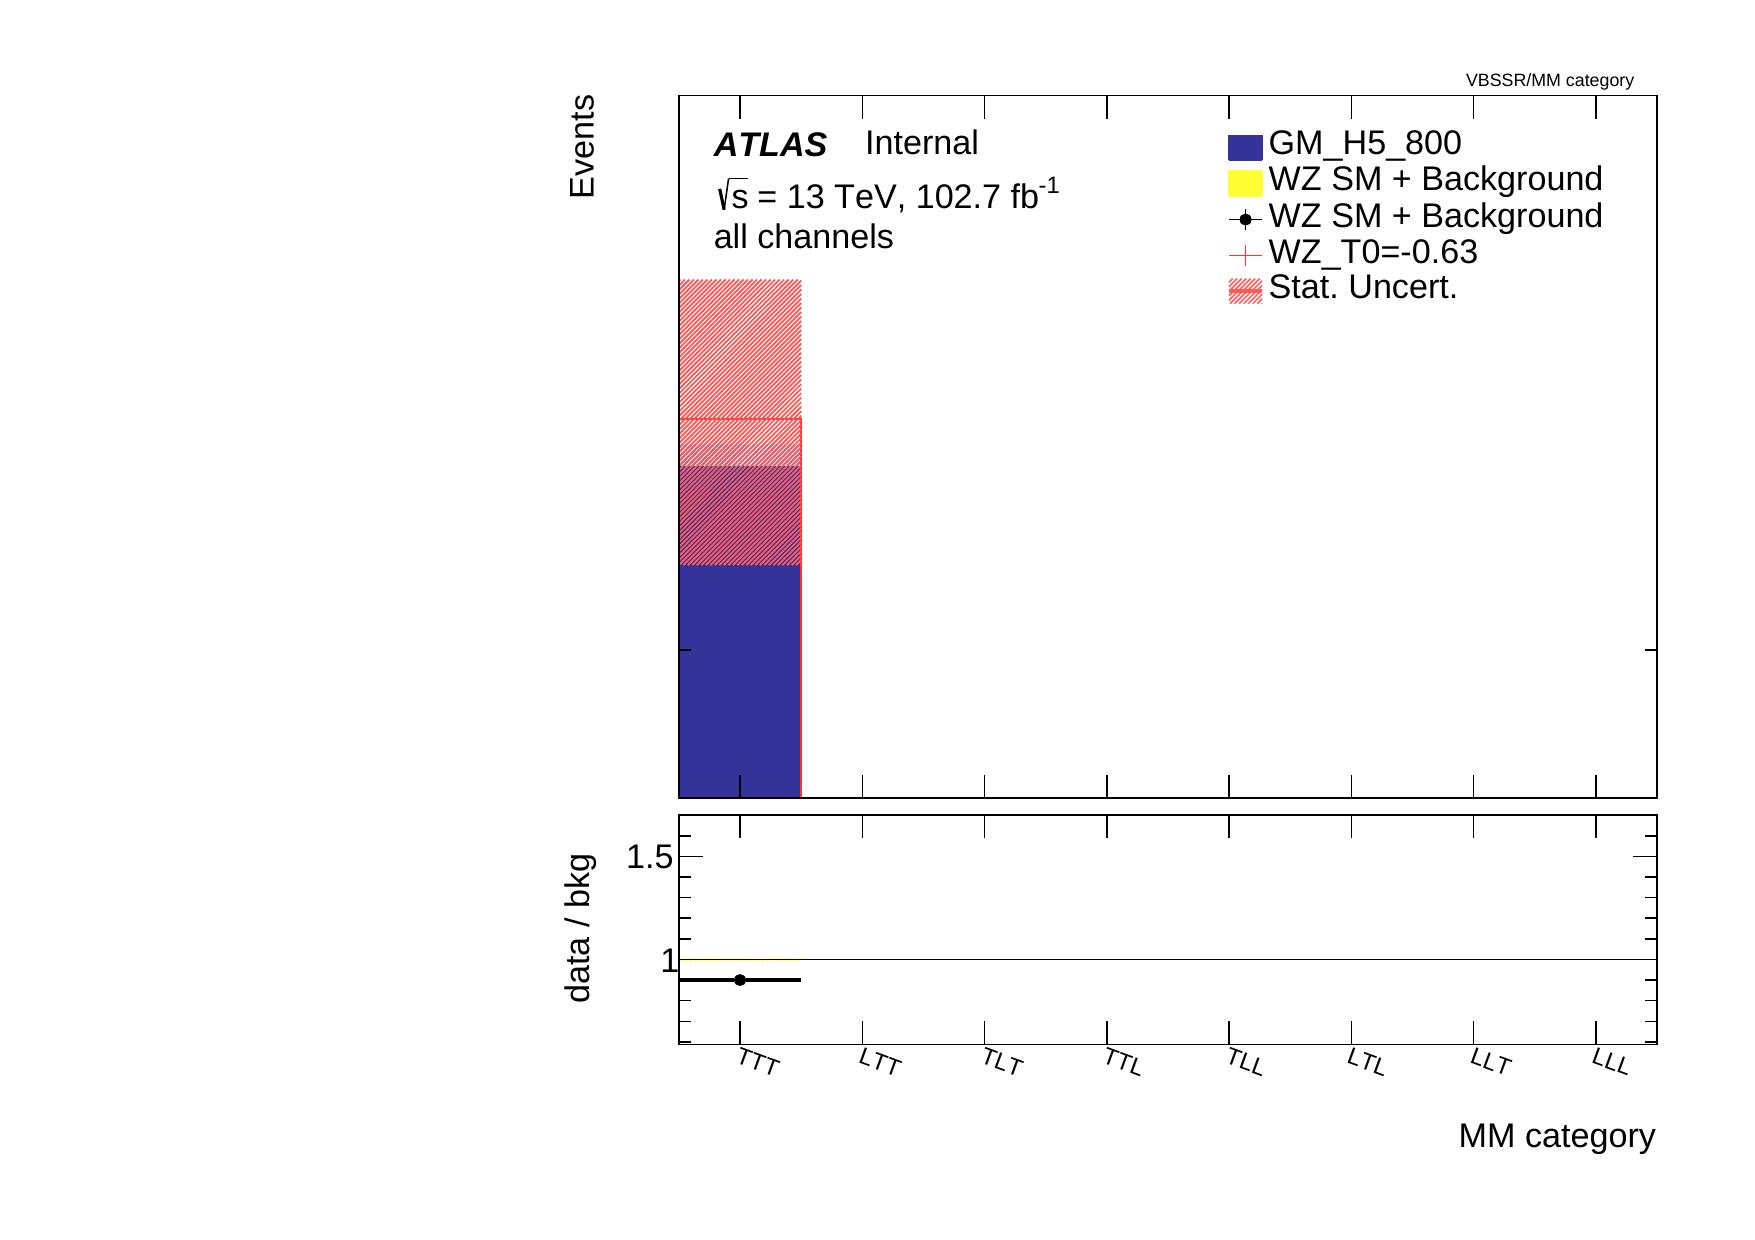 VBSSR/MM category
Events
ATLAS Internal
√s = 13 TeV, 102.7 fb-1
all channels
GM_H5_800
WZ SM + Background
WZ SM + Background
WZ_T0=-0.63
Stat. Uncert.
data / bkg
1.5
1
TTT LTT TLT TTL TLL LTL LLT LLL
MM category